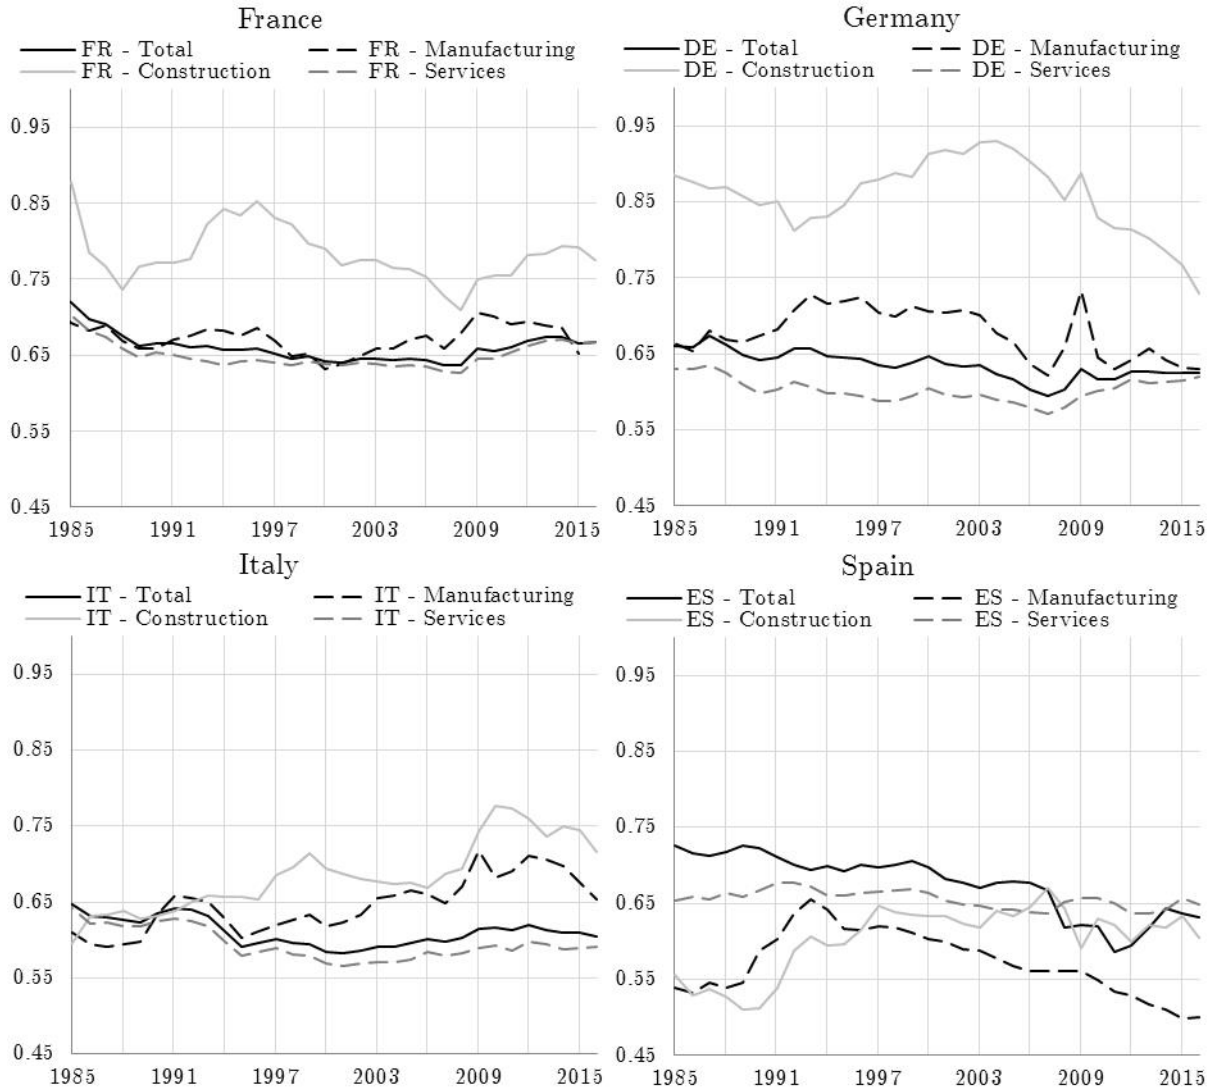 France
FR - Total FR - Manufacturing
FR - Construction FR - Services
0.95
0.85
0.75
0.65
0.55
0.45
1985 1991 1997 2003 2009 2015
Germany
DE - Total DE - Manufacturing
DE - Construction DE - Services
0.95
0.85
0.75
0.65
0.55
0.45
1985 1991 1997 2003 2009 2015
Italy
IT - Total IT - Manufacturing
IT - Construction IT - Services
0.95
0.85
0.75
0.65
0.55
0.45
1985 1991 1997 2003 2009 2015
Spain
ES - Total ES - Manufacturing
ES - Construction ES - Services
0.95
0.85
0.75
0.65
0.55
0.45
1985 1991 1997 2003 2009 2015